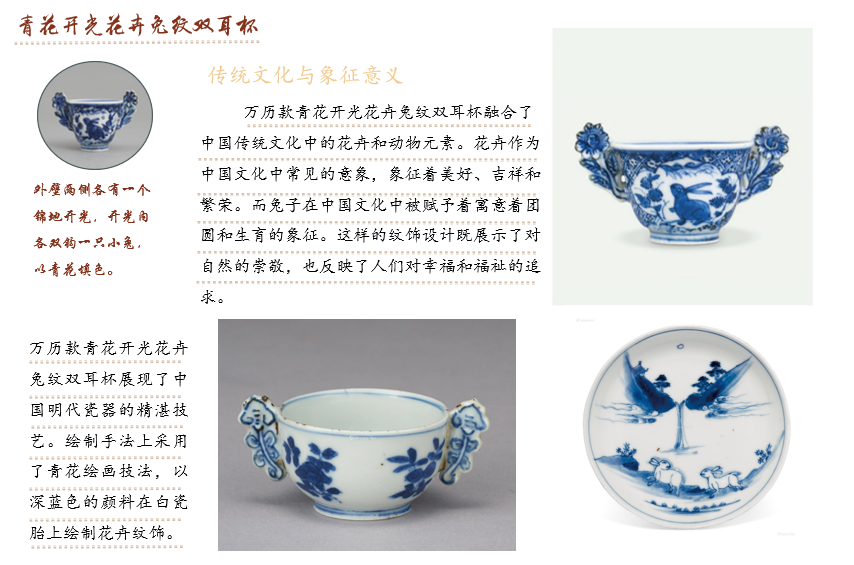 青花开光花卉兔纹双耳杯
传统文化与象征意义
万历款青花开光花卉兔纹双耳杯融合了
中国传统文化中的花卉和动物元素。花卉作为
中国文化中常见的意象，象征着美好、吉祥和
繁荣。而兔子在中国文化中被赋予着寓意着团
圆和生育的象征。这样的纹饰设计既展示了对
自然的崇敬，也反映了人们对幸福和福祉的追
求。
外壁两侧各有一个
锦地开光，开光内
各双钩一只小兔，
以青花填色。
万历款青花开光花卉
兔纹双耳杯展现了中
国明代瓷器的精湛技
艺。绘制手法上采用
了青花绘画技法，以
深蓝色的颜料在白瓷
胎上绘制花卉纹饰。